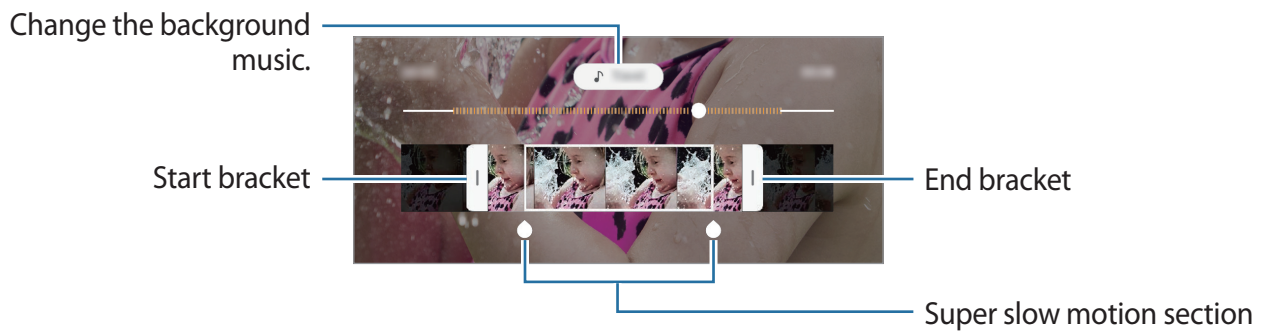 Change the background
music.
Start bracket
End bracket
Super slow motion section